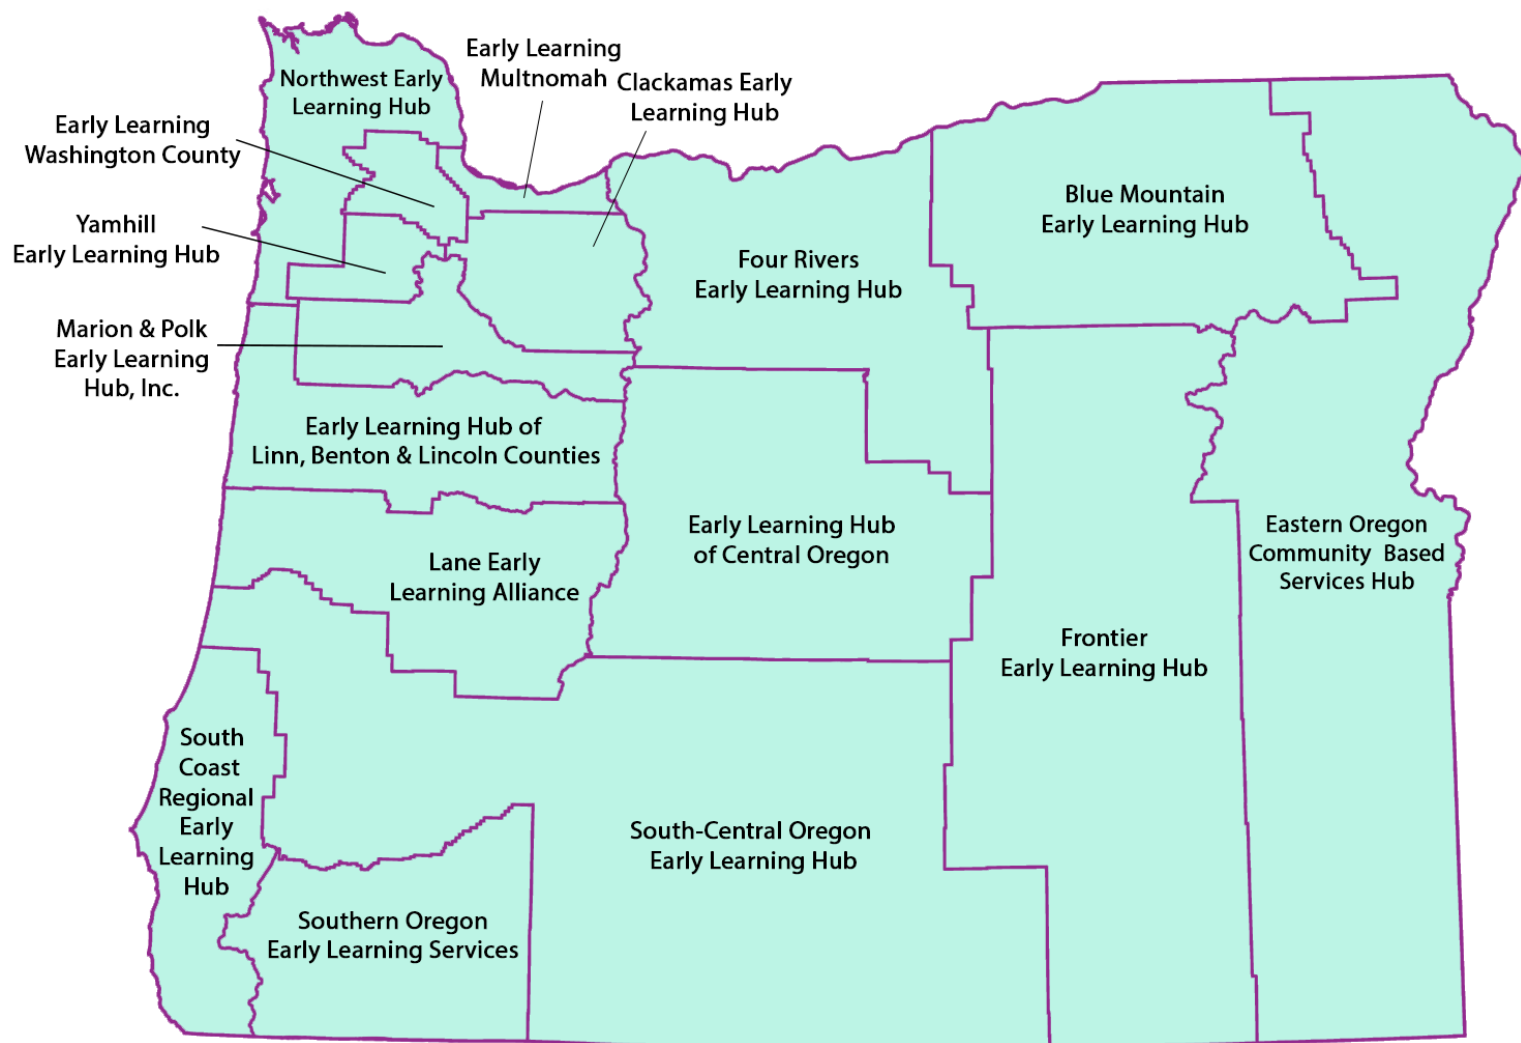 Northwest Early
Learning Hub
Early Learning
Multnomah
Clackamas Early
Learning Hub
Early Learning
Washington County
Yamhill
Early Learning Hub
Marion & Polk
Early Learning
Hub, Inc.
Blue Mountain
Early Learning Hub
Four Rivers
Early Learning Hub
Early Learning Hub of
Linn, Benton & Lincoln Counties
Early Learning Hub
of Central Oregon
Lane Early
Learning Alliance
Eastern Oregon
Community Based
Services Hub
Frontier
Early Learning Hub
South
Coast
Regional
Early
Learning
Hub
South-Central Oregon
Early Learning Hub
Southern Oregon
Early Learning Services